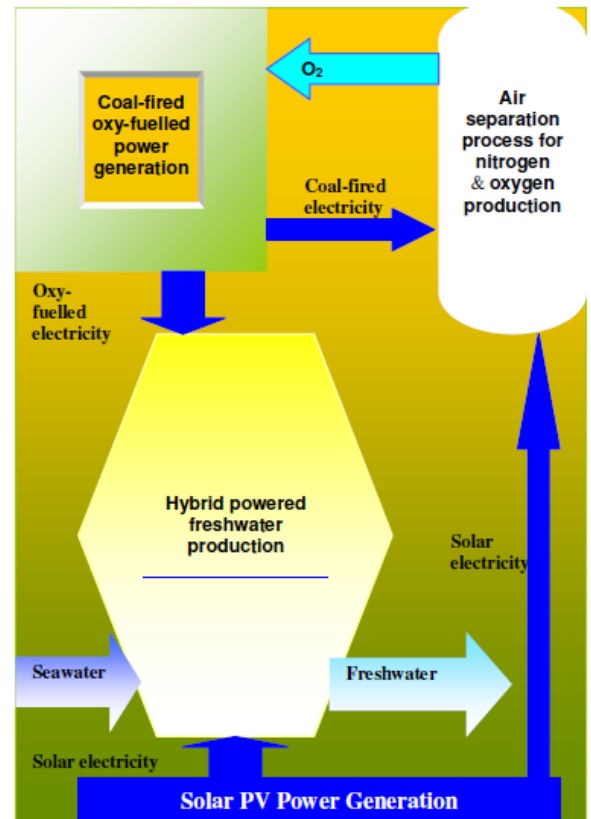 O₂
Coal-fired
oxy-fuelled
power
generation
Air
separation
process for
nitrogen
& oxygen
production
Coal-fired
electricity
Oxy-
fuelled
electricity
Hybrid powered
freshwater
production
Solar
electricity
Seawater
Freshwater
Solar electricity
Solar PV Power Generation